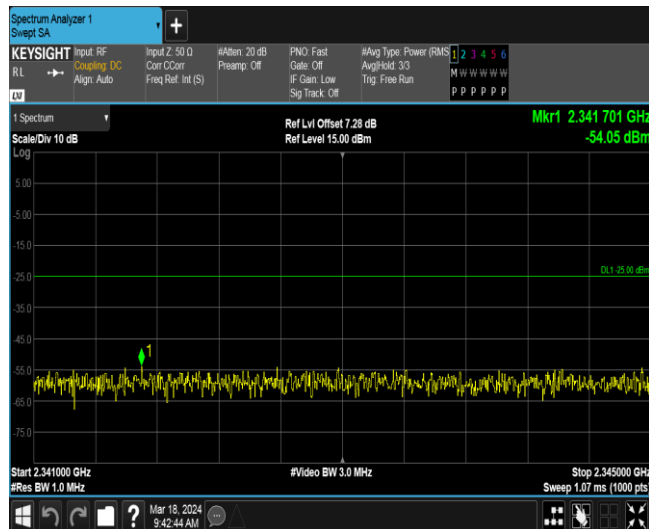 Spectrum Analyzer 1
Swept SA
+
KEYSIGHT
RL
LXI
Input: RF
Coupling: DC
Align: Auto
Input Z: 50 Ω
Corr CCorr
Freq Ref: Int (S)
#Atten: 20 dB
Preamp: Off
PNO: Fast
Gate: Off
IF Gain: Low
Sig Track: Off
#Avg Type: Power (RMS
Avg|Hold: 3/3
Trig: Free Run
1 2 3 4 5 6
M W W W W W
P P P P P P
1 Spectrum
Scale/Div 10 dB
Log
Ref Lvl Offset 7.28 dB
Ref Level 15.00 dBm
Mkr1 2.341 701 GHz
-54.05 dBm
5.00
-5.00
-15.0
-25.0
-35.0
-45.0
-55.0
-65.0
-75.0
DL1 -25.00 dBm
1
Start 2.341000 GHz
#Res BW 1.0 MHz
#Video BW 3.0 MHz
Stop 2.345000 GHz
Sweep 1.07 ms (1000 pts)
?
Mar 18, 2024
9:42:44 AM